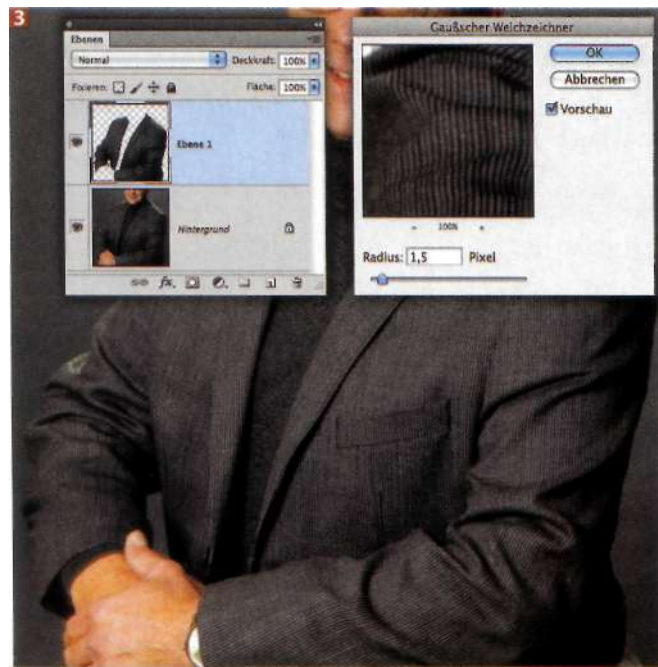 3
Ebenen
Normal
Deckkraft: 100%
Fixieren:
Fläche: 100%
Ebene 1
Hintergrund
fx.
Gaußscher Weichzeichner
OK
Abbrechen
Vorschau
- 100% +
Radius: 1,5 Pixel